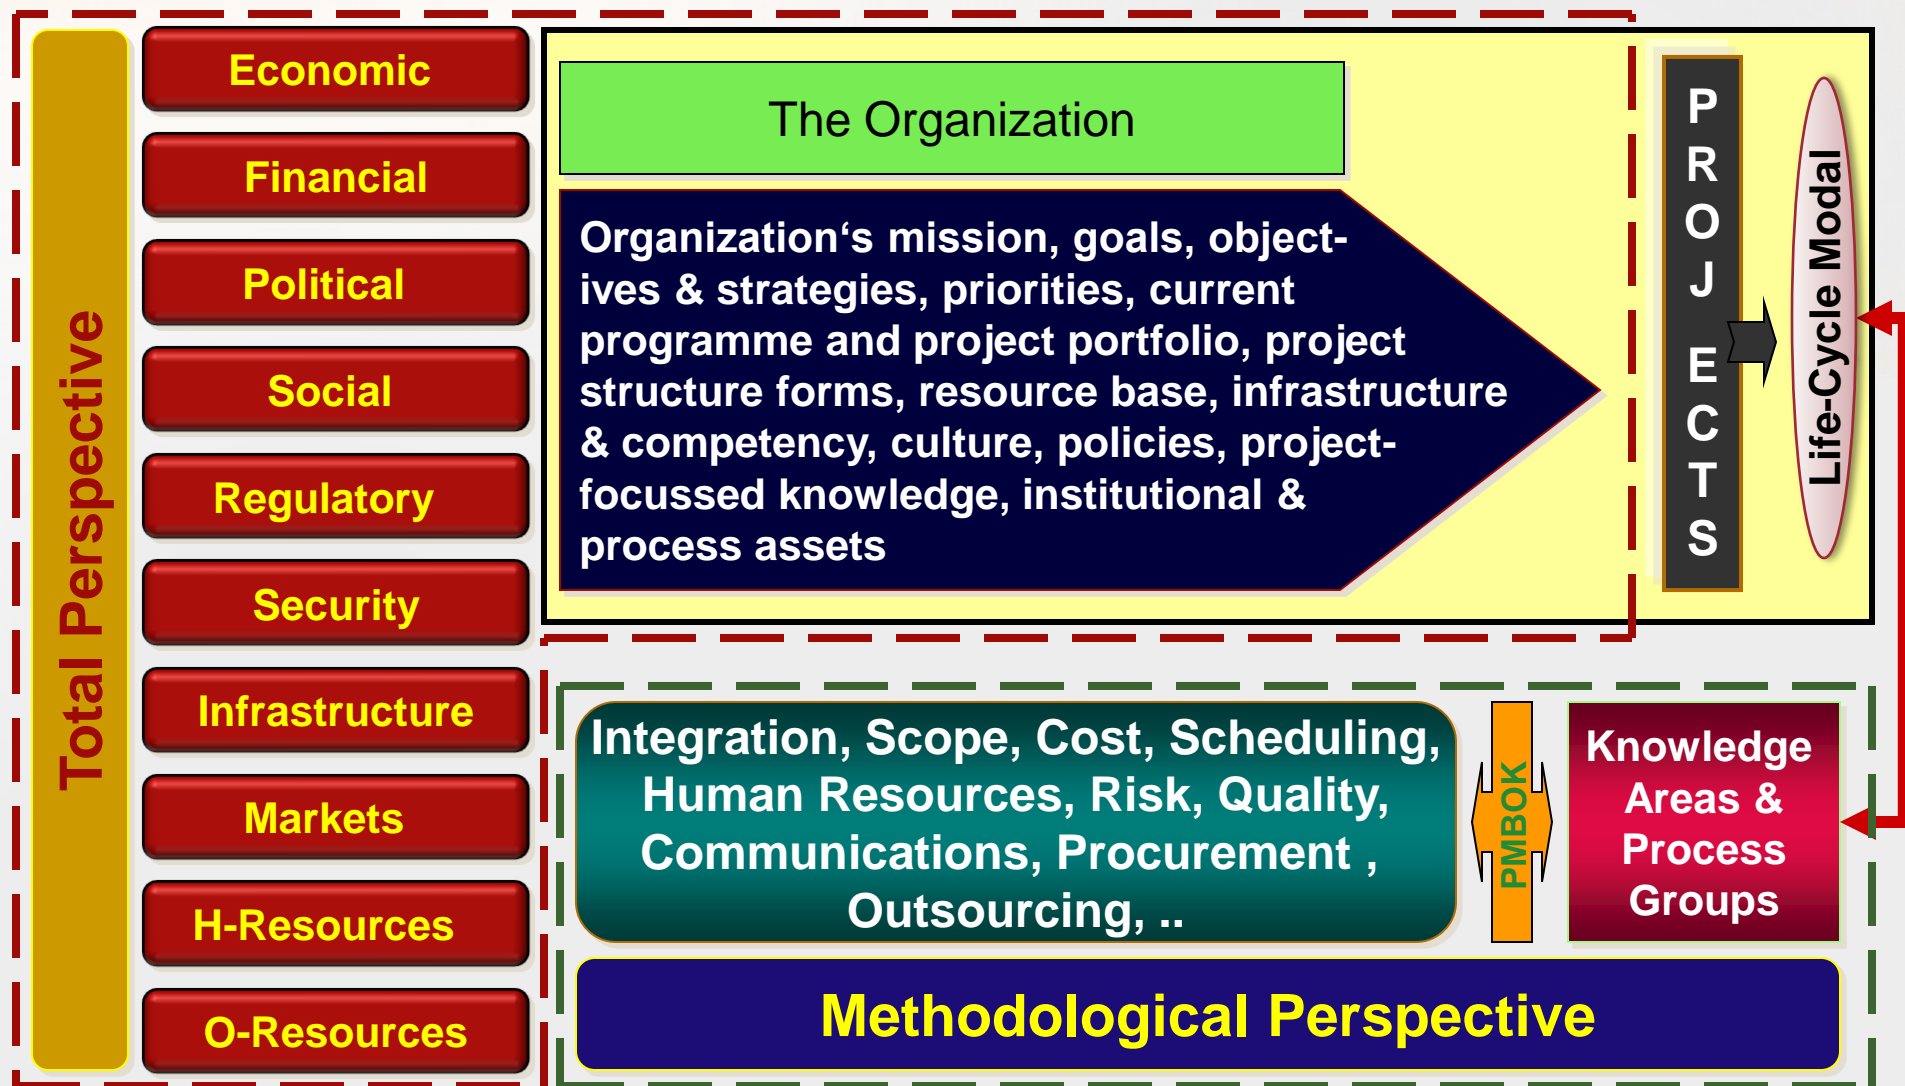 Total Perspective
Economic
Financial
Political
Social
Regulatory
Security
Infrastructure
Markets
H-Resources
O-Resources
The Organization
Organization‘s mission, goals, object-
ives & strategies, priorities, current
programme and project portfolio, project
structure forms, resource base, infrastructure
& competency, culture, policies, project-
focussed knowledge, institutional &
process assets
PROJECTS
Life-Cycle Modal
Integration, Scope, Cost, Scheduling,
Human Resources, Risk, Quality,
Communications, Procurement ,
Outsourcing, ..
PMBOK
Knowledge
Areas &
Process
Groups
Methodological Perspective